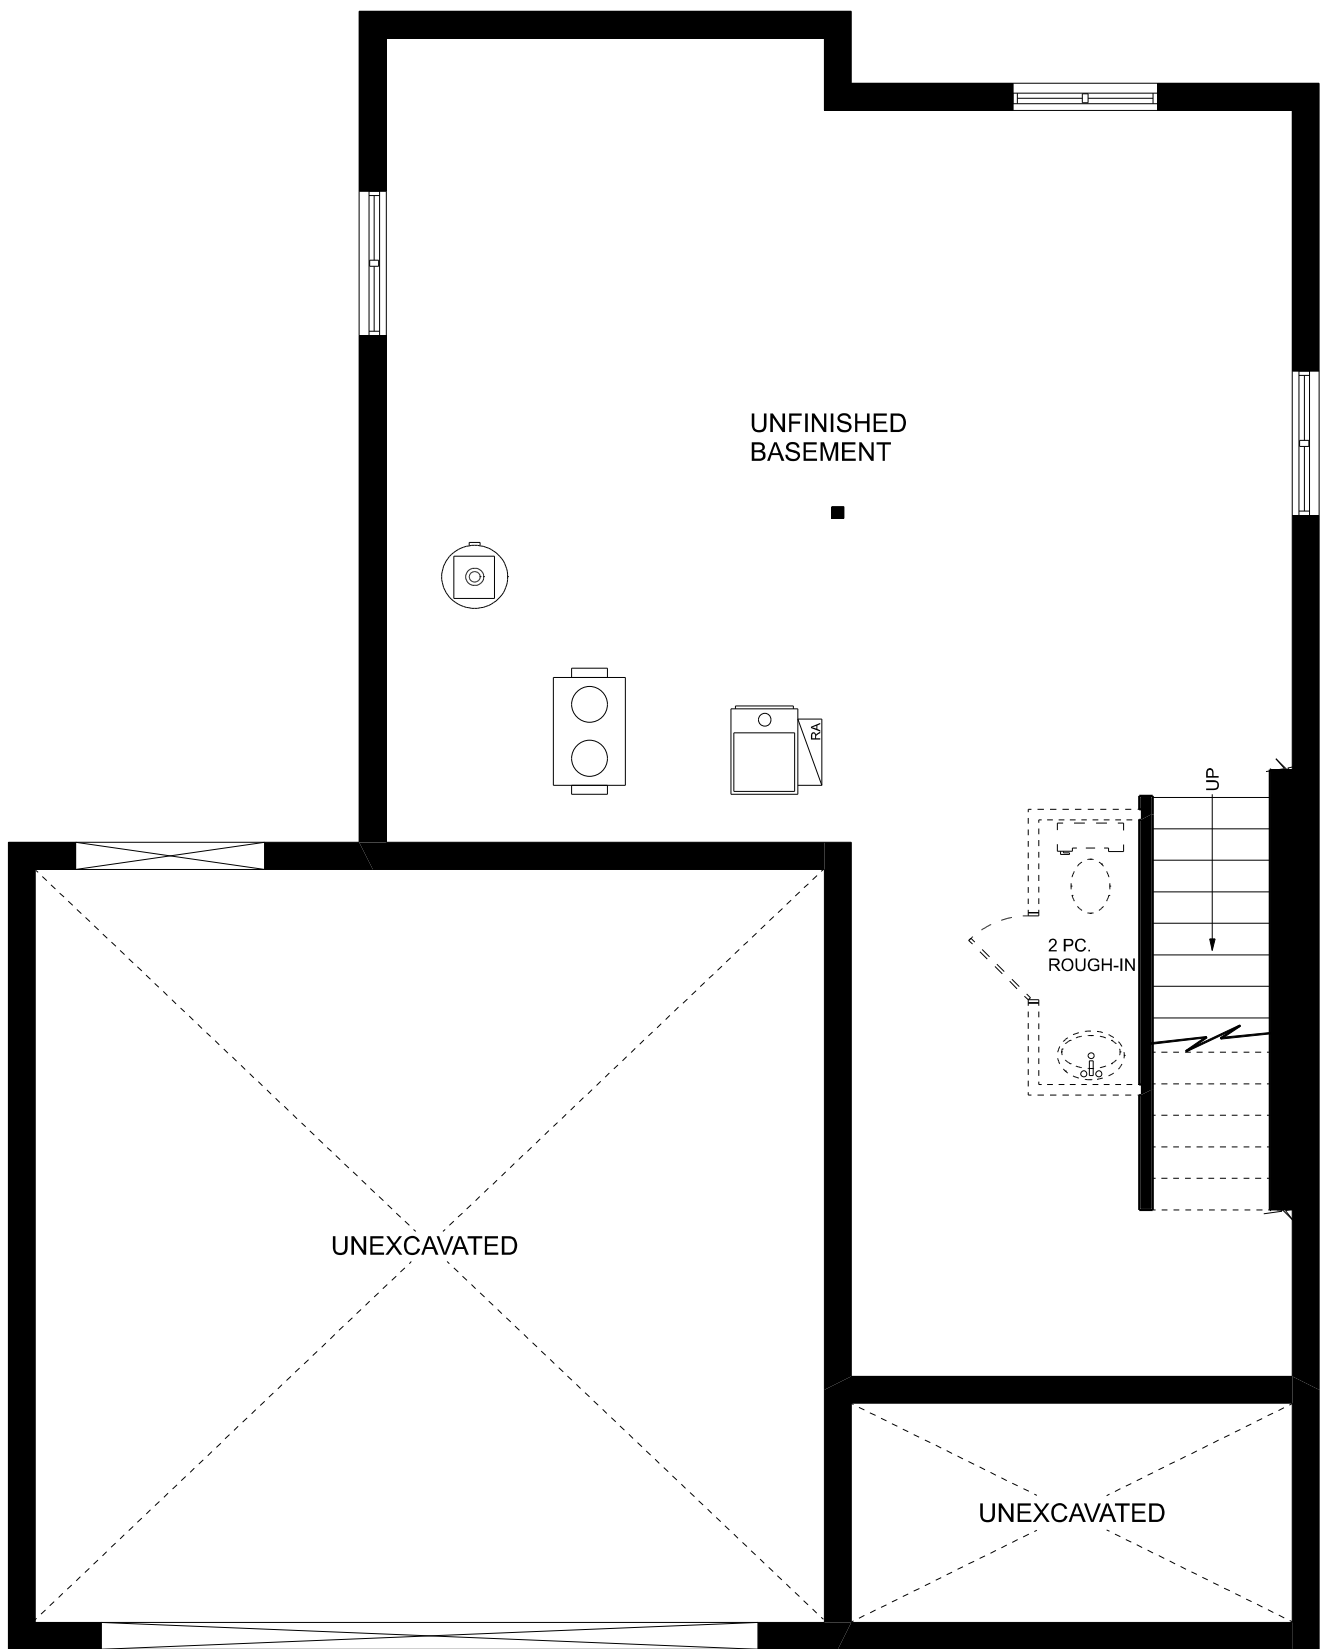 UNFINISHED
BASEMENT
RA
UP
2 PC.
ROUGH-IN
UNEXCAVATED
UNEXCAVATED